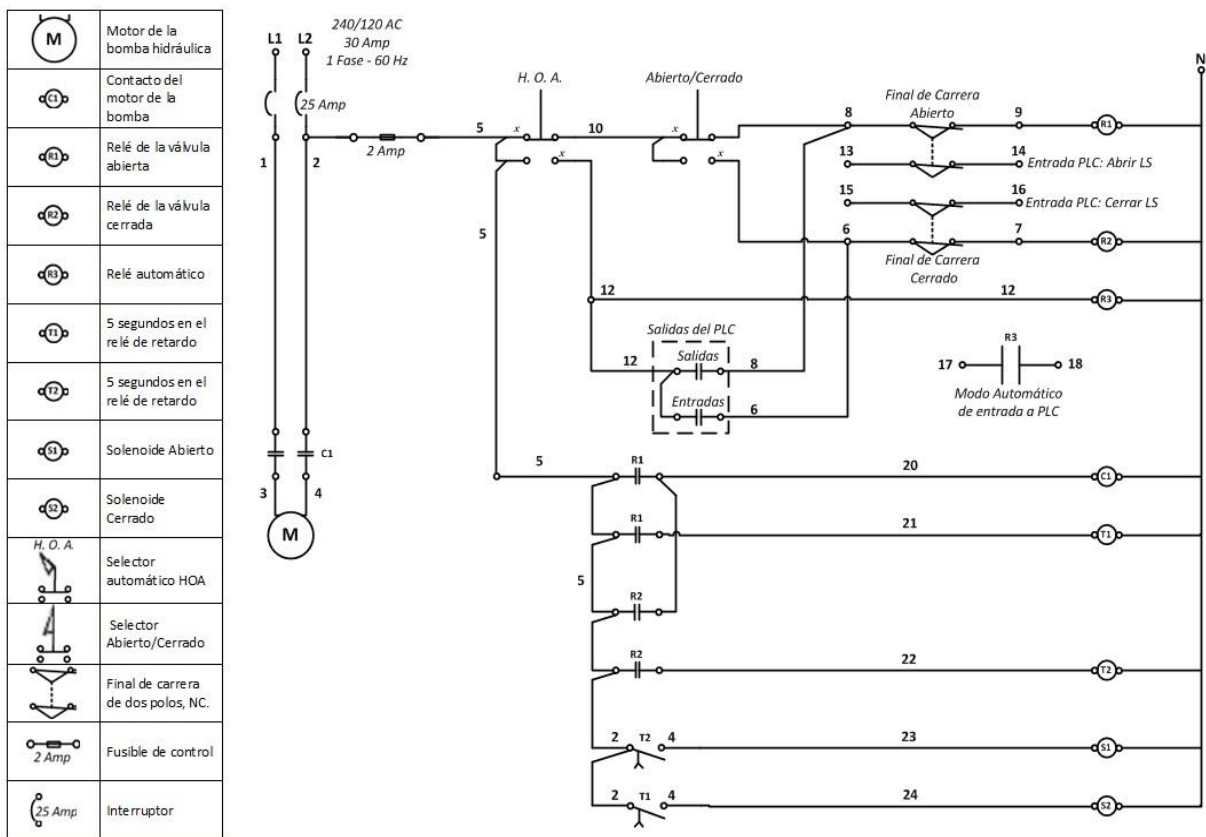 M
Motor de la
bomba hidráulica
C1
Contacto del
motor de la
bomba
R1
Relé de la válvula
abierta
R2
Relé de la válvula
cerrada
R3
Relé automático
T1
5 segundos en el
relé de retardo
T2
5 segundos en el
relé de retardo
S1
Solenoide Abierto
S2
Solenoide
Cerrado
H. O. A.
Selector
automático HOA
Selector
Abierto/Cerrado
Final de carrera
de dos polos, NC.
2 Amp
Fusible de control
25 Amp
Interruptor
L1 L2
240/120 AC
30 Amp
1 Fase - 60 Hz
25 Amp
1 2
2 Amp
C1
3 4
M
N
H. O. A.
Abierto/Cerrado
5 x 10 x 8
x x
Final de Carrera
Abierto
9
R1
13 14 Entrada PLC: Abrir LS
15 16 Entrada PLC: Cerrar LS
5
6 7
R2
Final de Carrera
Cerrado
12 12
R3
Salidas del PLC
12 Salidas 8
Entradas 6
R3
17 18
Modo Automático
de entrada a PLC
5 R1 20 C1
R1 21 T1
5
R2
R2 22 T2
2 T2 4 23 S1
2 T1 4 24 S2